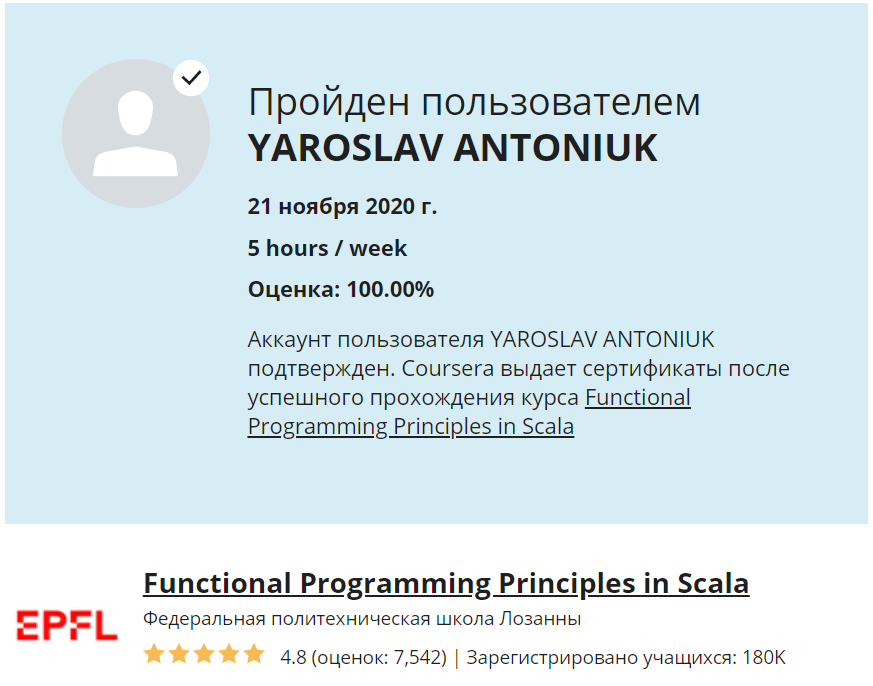 Пройден пользователем
YAROSLAV ANTONIUK
21 ноября 2020 г.
5 hours / week
Оценка: 100.00%
Аккаунт пользователя YAROSLAV ANTONIUK
подтвержден. Coursera выдает сертификаты после
успешного прохождения курса Functional
Programming Principles in Scala
Functional Programming Principles in Scala
EPFL
Федеральная политехническая школа Лозанны
4.8 (оценок: 7,542) | Зарегистрировано учащихся: 180K